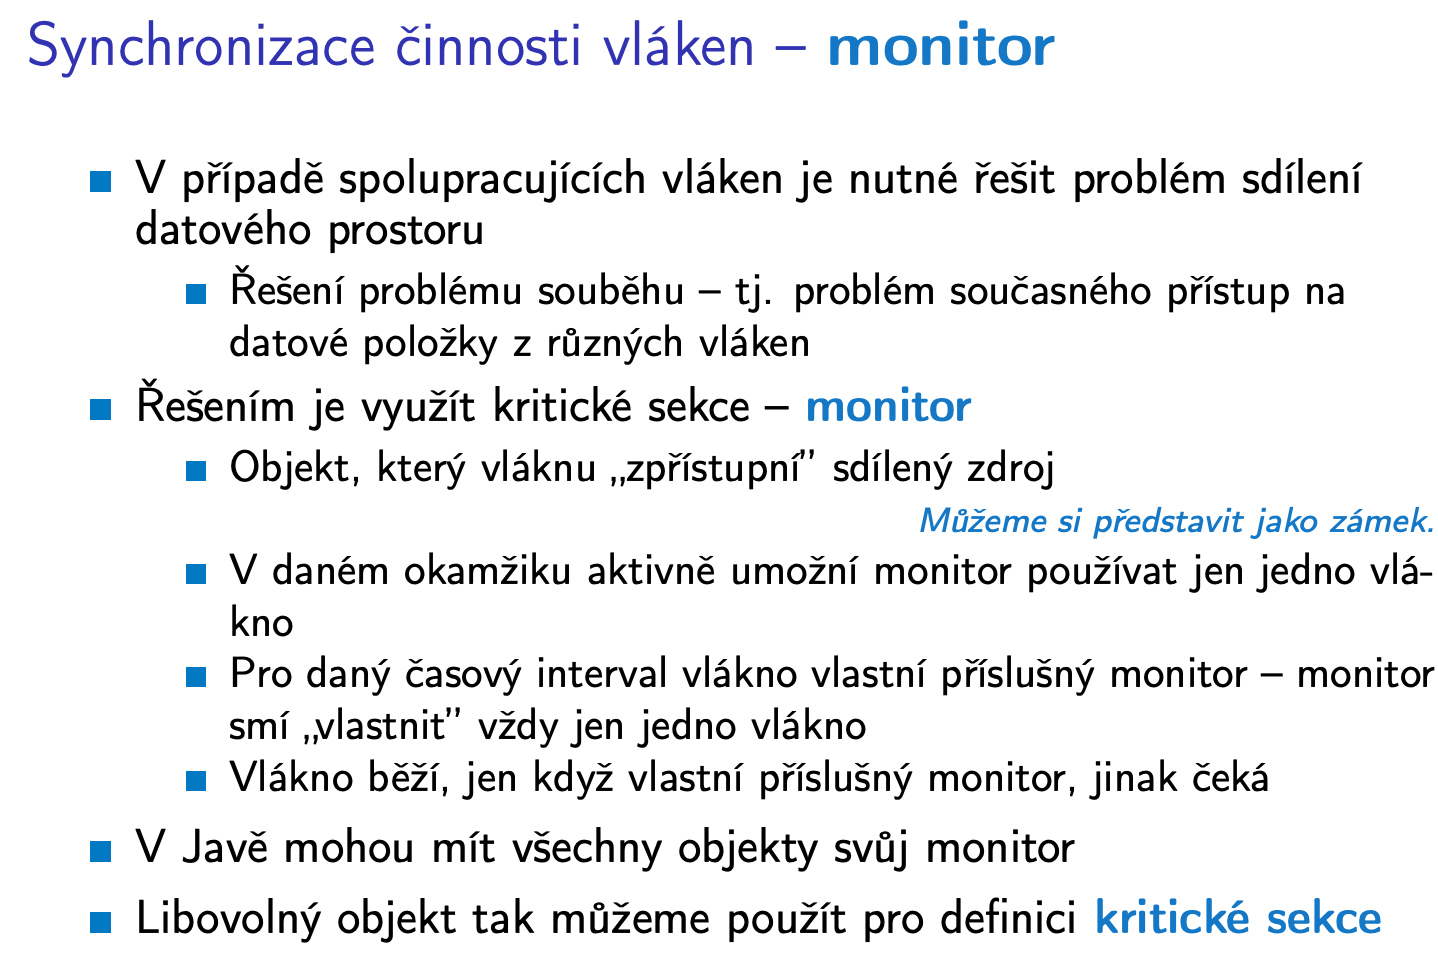 Synchronizace činnosti vláken – monitor
V případě spolupracujících vláken je nutné řešit problém sdílení
datového prostoru
Řešení problému souběhu – tj. problém současného přístup na
datové položky z různých vláken
Řešením je využít kritické sekce – monitor
Objekt, který vláknu „zpřístupní” sdílený zdroj
Můžeme si představit jako zámek.
V daném okamžiku aktivně umožní monitor používat jen jedno vlá-
kno
Pro daný časový interval vlákno vlastní příslušný monitor – monitor
smí „vlastnit” vždy jen jedno vlákno
Vlákno běží, jen když vlastní příslušný monitor, jinak čeká
V Javě mohou mít všechny objekty svůj monitor
Libovolný objekt tak můžeme použít pro definici kritické sekce